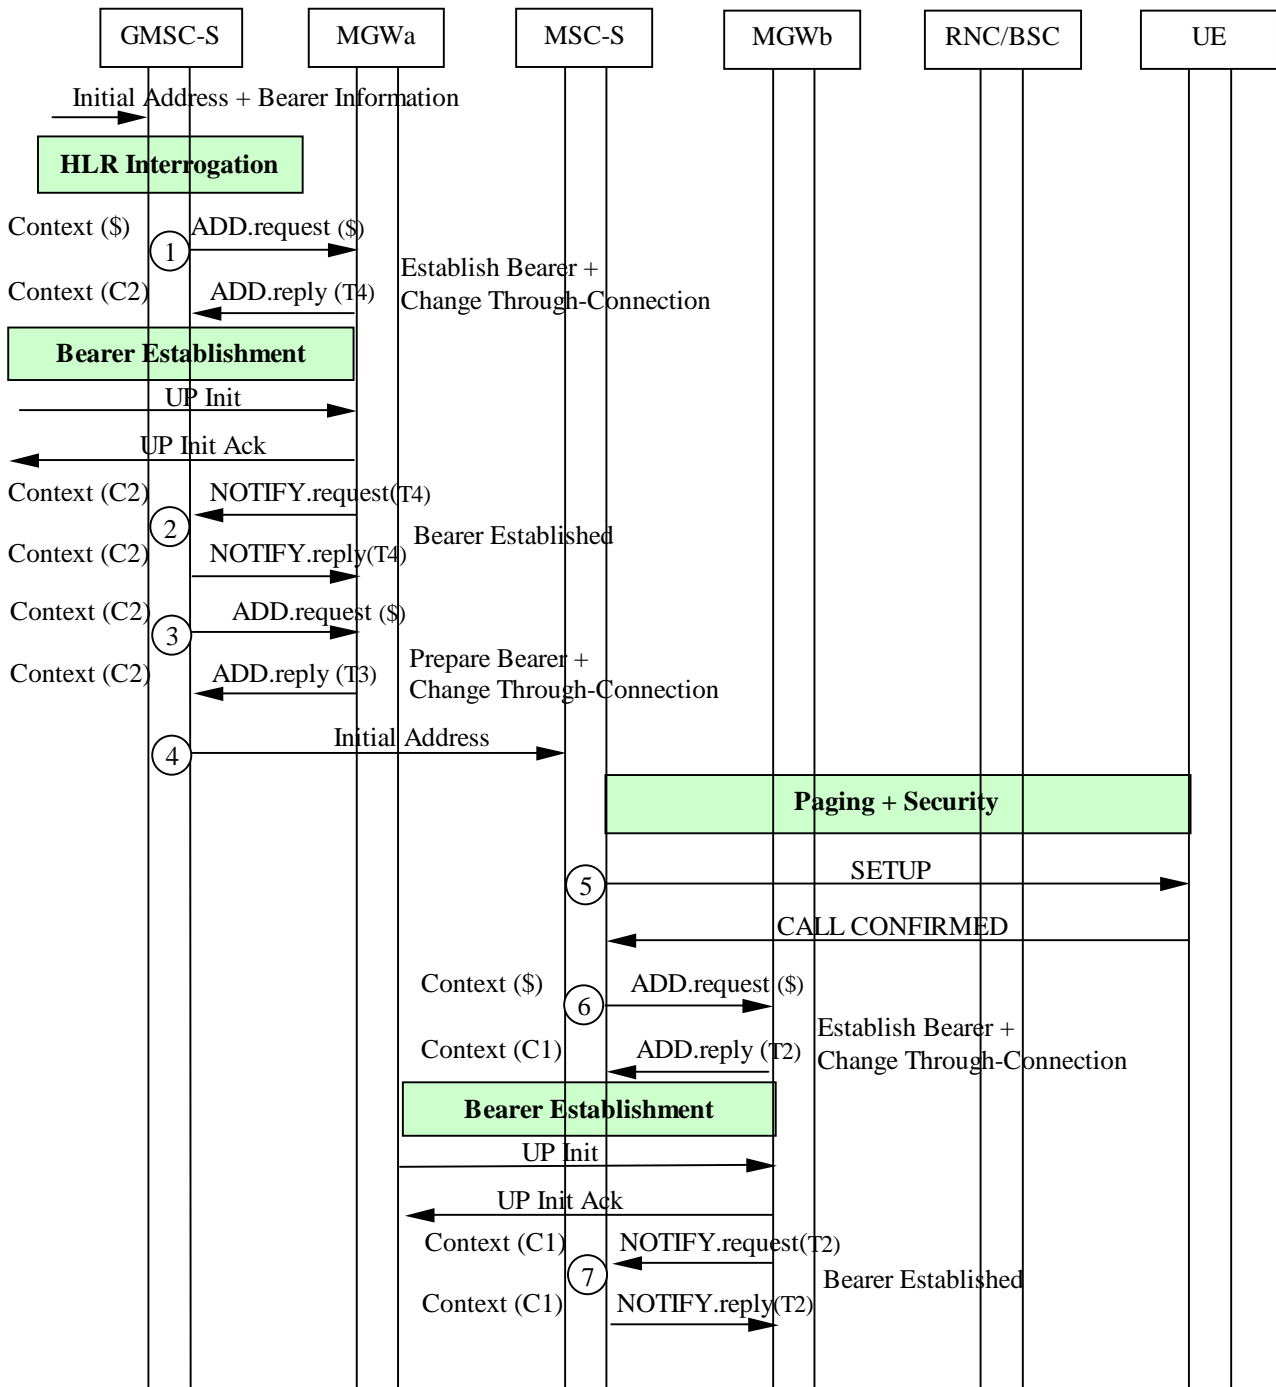 GMSC-S MGWa MSC-S MGWb RNC/BSC UE
Initial Address + Bearer Information
HLR Interrogation
Context ($) 1 ADD.request ($)
Establish Bearer +
Context (C2) ADD.reply (T4)
Change Through-Connection
Bearer Establishment
UP Init
UP Init Ack
Context (C2) NOTIFY.request(T4)
2
Bearer Established
Context (C2) NOTIFY.reply(T4)
Context (C2) ADD.request ($)
3
Prepare Bearer +
Context (C2) ADD.reply (T3)
Change Through-Connection
Initial Address
4
Paging + Security
SETUP
5
CALL CONFIRMED
Context ($) 6 ADD.request ($)
Establish Bearer +
Context (C1) ADD.reply (T2)
Change Through-Connection
Bearer Establishment
UP Init
UP Init Ack
Context (C1) NOTIFY.request(T2)
7
Bearer Established
Context (C1) NOTIFY.reply(T2)